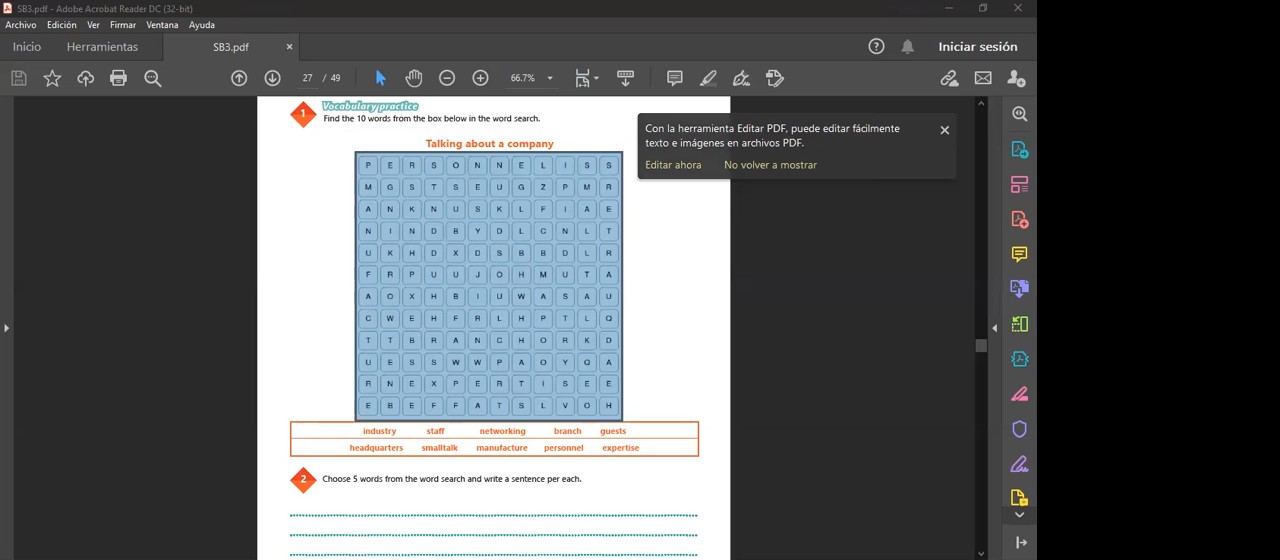 SB3.pdf - Adobe Acrobat Reader DC (32-bit)
Archivo Edición Ver Firmar Ventana Ayuda
Inicio Herramientas SB3.pdf × Iniciar sesión
27 / 49 66.7%
Vocabulary practice
1 Find the 10 words from the box below in the word search.
Con la herramienta Editar PDF, puede editar fácilmente
texto e imágenes en archivos PDF.
Editar ahora No volver a mostrar
Talking about a company
P E R S O N N E L I S S
M G S T S E U G Z P M R
A N K N U S K L F I A E
N I N D B Y D L C N L T
U K H D X D S B B D L R
F R P U U J O H M U T A
A O X H B I U W A S A U
C W E H F R L H P T L Q
T T B R A N C H O R K D
U E S S W W P A O Y Q A
R N E X P E R T I S E E
E B E F F A T S L V O H
industry staff networking branch guests
headquarters smalltalk manufacture personnel expertise
2 Choose 5 words from the word search and write a sentence per each.